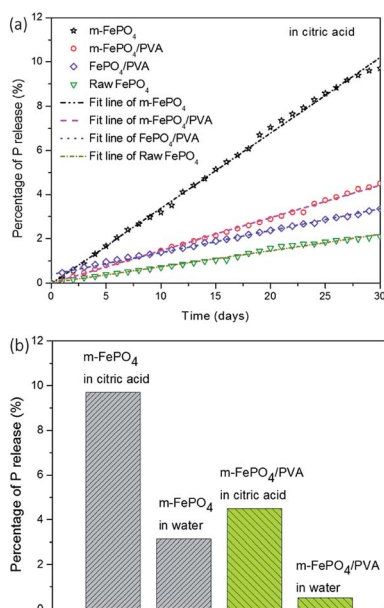 (a)
12
10
8
6
4
2
0
Percentage of P release (%)
in citric acid
m-FePO₄
m-FePO₄/PVA
FePO₄/PVA
Raw FePO₄
Fit line of m-FePO₄
Fit line of m-FePO₄/PVA
Fit line of FePO₄/PVA
Fit line of Raw FePO₄
0 5 10 15 20 25 30
Time (days)
(b)
12
10
8
6
4
2
0
Percentage of P release (%)
m-FePO₄
in citric acid
m-FePO₄
in water
m-FePO₄/PVA
in citric acid
m-FePO₄/PVA
in water